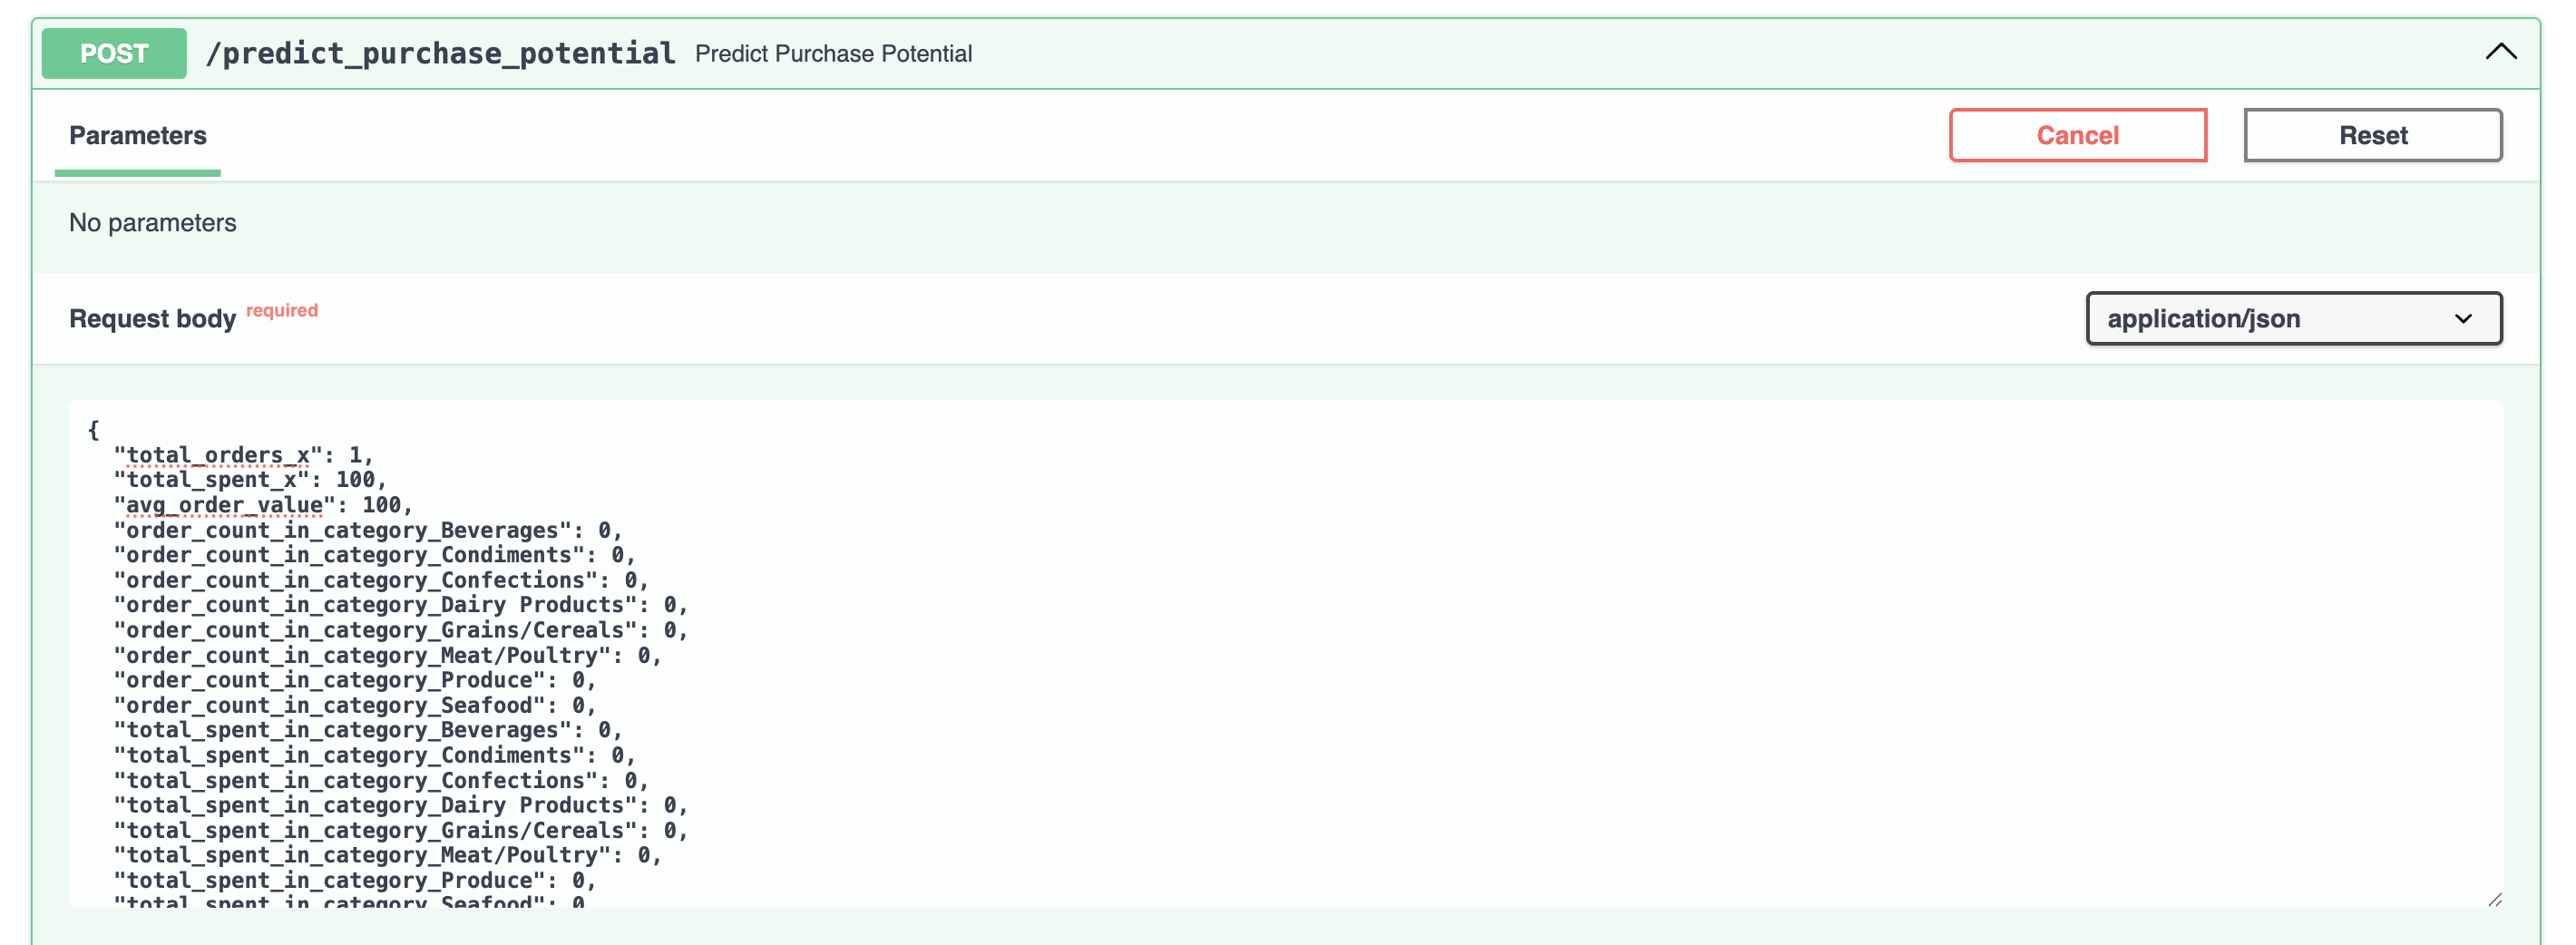 POST /predict_purchase_potential Predict Purchase Potential
Parameters
Cancel
Reset
No parameters
Request body required
application/json
{
"total_orders_x": 1,
"total_spent_x": 100,
"avg_order_value": 100,
"order_count_in_category_Beverages": 0,
"order_count_in_category_Condiments": 0,
"order_count_in_category_Confections": 0,
"order_count_in_category_Dairy Products": 0,
"order_count_in_category_Grains/Cereals": 0,
"order_count_in_category_Meat/Poultry": 0,
"order_count_in_category_Produce": 0,
"order_count_in_category_Seafood": 0,
"total_spent_in_category_Beverages": 0,
"total_spent_in_category_Condiments": 0,
"total_spent_in_category_Confections": 0,
"total_spent_in_category_Dairy Products": 0,
"total_spent_in_category_Grains/Cereals": 0,
"total_spent_in_category_Meat/Poultry": 0,
"total_spent_in_category_Produce": 0,
"total_spent_in_category_Seafood": 0